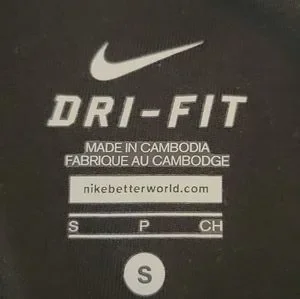 DRI-FIT
MADE IN CAMBODIA
FABRIQUE AU CAMBODGE
nikebetterworld.com
S P CH
S